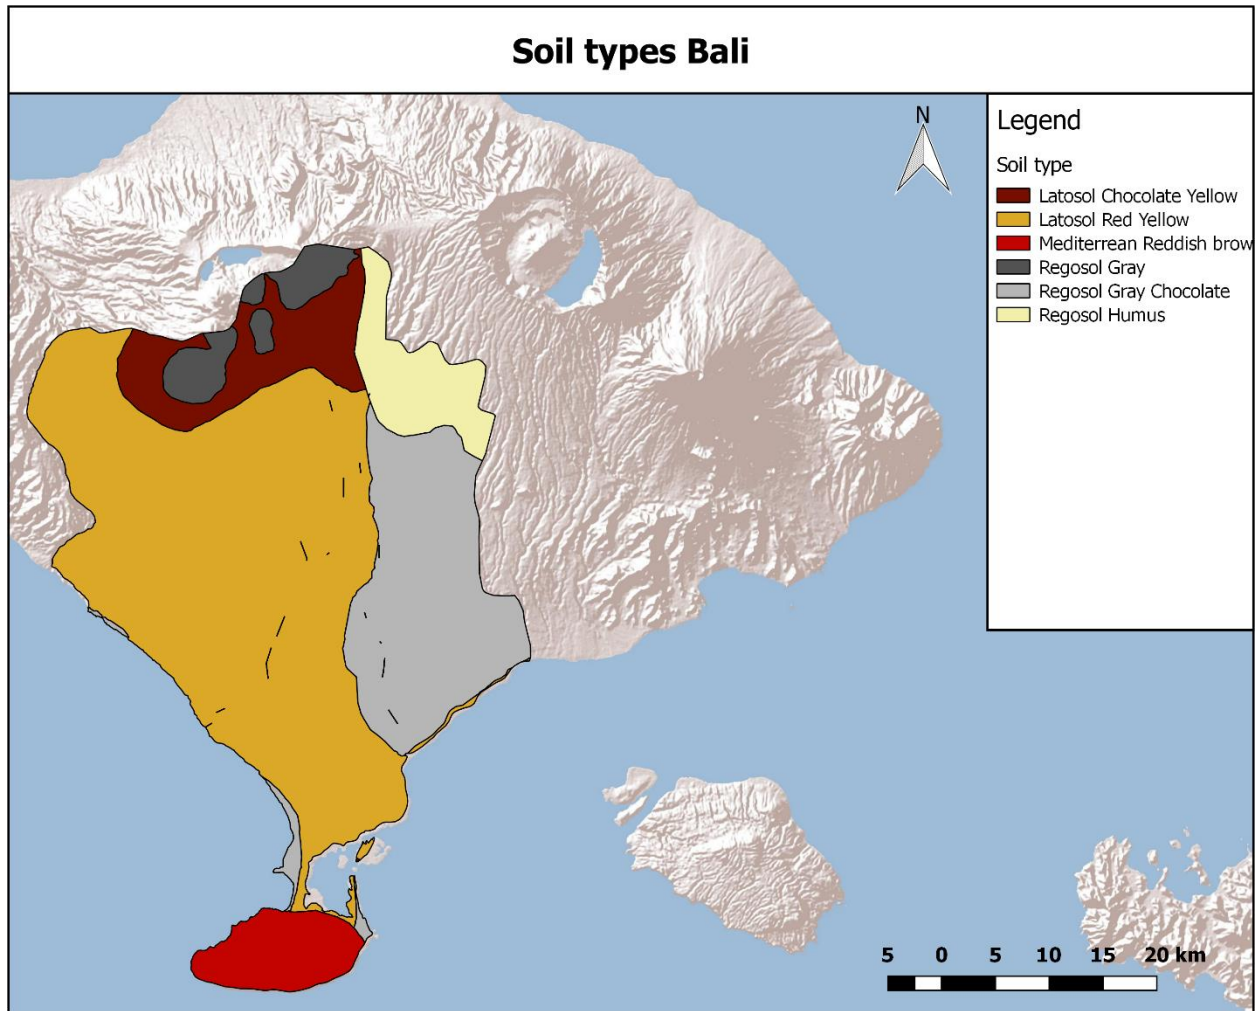 Soil types Bali
N
Legend
Soil type
Latosol Chocolate Yellow
Latosol Red Yellow
Mediterrean Reddish brow
Regosol Gray
Regosol Gray Chocolate
Regosol Humus
5 0 5 10 15 20 km